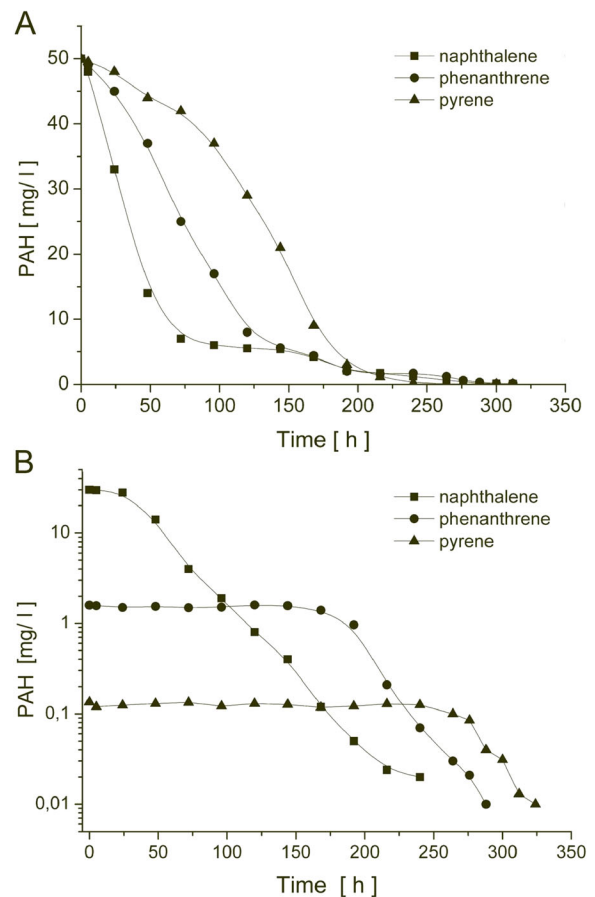 A
naphthalene
phenanthrene
pyrene
50
40
30
20
10
0
PAH [ mg/ l ]
0 50 100 150 200 250 300 350
Time [ h ]
B
naphthalene
phenanthrene
pyrene
10
1
0,1
0,01
PAH [mg/ l ]
0 50 100 150 200 250 300 350
Time [ h ]